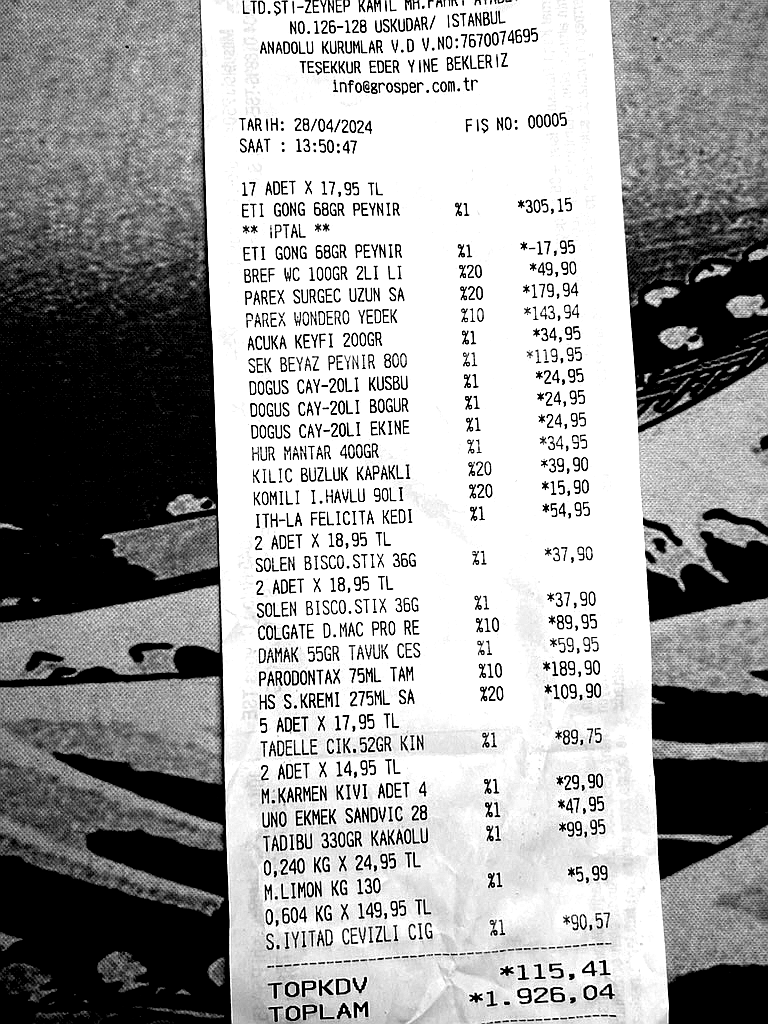 LTD.ŞTİ-ZEYNEP KAMİL MH.FAHRİ
NO.126-128 USKUDAR/ ISTANBUL
ANADOLU KURUMLAR V.D V.NO:7670074695
TEŞEKKUR EDER YİNE BEKLERİZ
info@grosper.com.tr
TARİH: 28/04/2024 FİŞ NO: 00005
SAAT : 13:50:47
17 ADET X 17,95 TL
ETI GONG 68GR PEYNIR %1 *305,15
** İPTAL **
ETI GONG 68GR PEYNIR %1 *-17,95
BREF WC 100GR 2LI LI %20 *49,90
PAREX SURGEC UZUN SA %20 *179,94
PAREX WONDERO YEDEK %10 *143,94
ACUKA KEYFI 200GR %1 *34,95
SEK BEYAZ PEYNIR 800 %1 *119,95
DOGUS CAY-20LI KUSBU %1 *24,95
DOGUS CAY-20LI BOGUR %1 *24,95
DOGUS CAY-20LI EKINE %1 *24,95
HUR MANTAR 400GR %1 *34,95
KILIC BUZLUK KAPAKLI %20 *39,90
KOMILI I.HAVLU 90LI %20 *15,90
ITH-LA FELICITA KEDI %1 *54,95
2 ADET X 18,95 TL
SOLEN BISCO.STIX 36G %1 *37,90
2 ADET X 18,95 TL
SOLEN BISCO.STIX 36G %1 *37,90
COLGATE D.MAC PRO RE %10 *89,95
DAMAK 55GR TAVUK CES %1 *59,95
PARODONTAX 75ML TAM %10 *189,90
HS S.KREMI 275ML SA %20 *109,90
5 ADET X 17,95 TL
TADELLE CIK.52GR KIN %1 *89,75
2 ADET X 14,95 TL
M.KARMEN KIVI ADET 4 %1 *29,90
UNO EKMEK SANDVIC 28 %1 *47,95
TADIBU 330GR KAKAOLU %1 *99,95
0,240 KG X 24,95 TL
M.LIMON KG 130 %1 *5,99
0,604 KG X 149,95 TL
S.IYITAD CEVIZLI CIG %1 *90,57
TOPKDV *115,41
TOPLAM *1.926,04